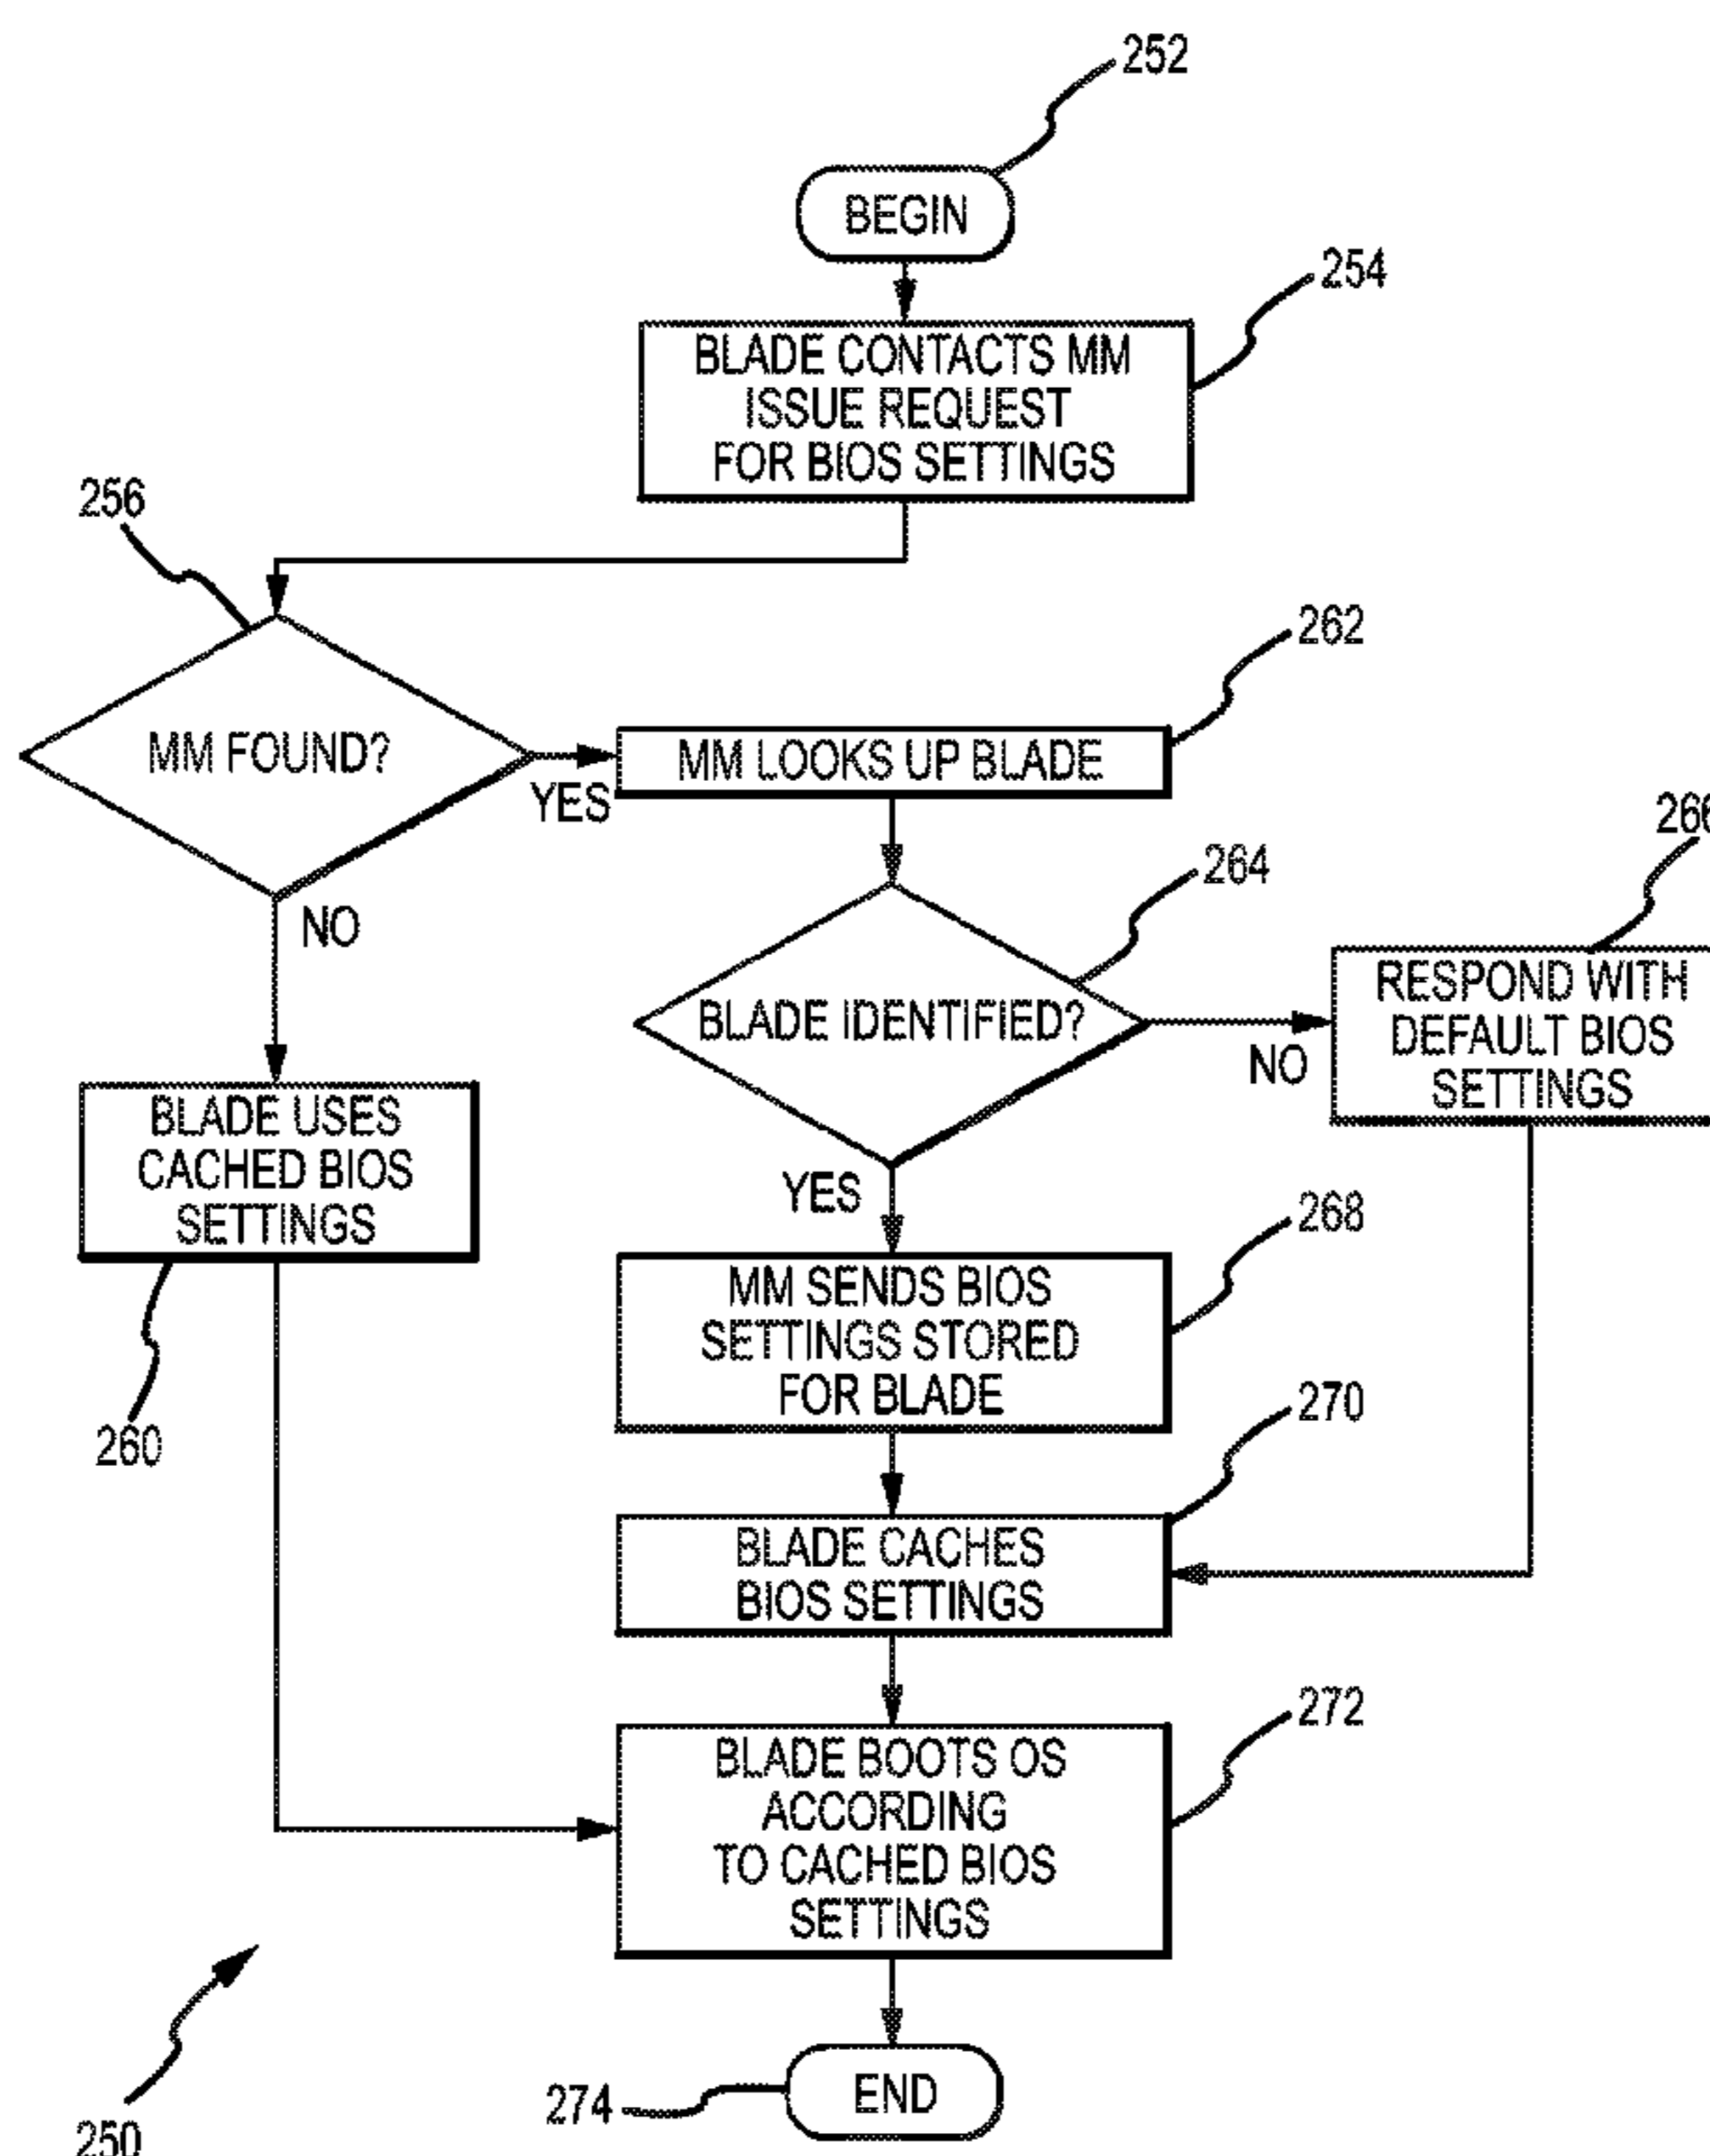 252
BEGIN
254
BLADE CONTACTS MM
ISSUE REQUEST
FOR BIOS SETTINGS
256
MM FOUND?
YES
NO
262
MM LOOKS UP BLADE
264
BLADE IDENTIFIED?
NO
YES
266
RESPOND WITH
DEFAULT BIOS
SETTINGS
BLADE USES
CACHED BIOS
SETTINGS
260
268
MM SENDS BIOS
SETTINGS STORED
FOR BLADE
270
BLADE CACHES
BIOS SETTINGS
272
BLADE BOOTS OS
ACCORDING
TO CACHED BIOS
SETTINGS
274
END
250